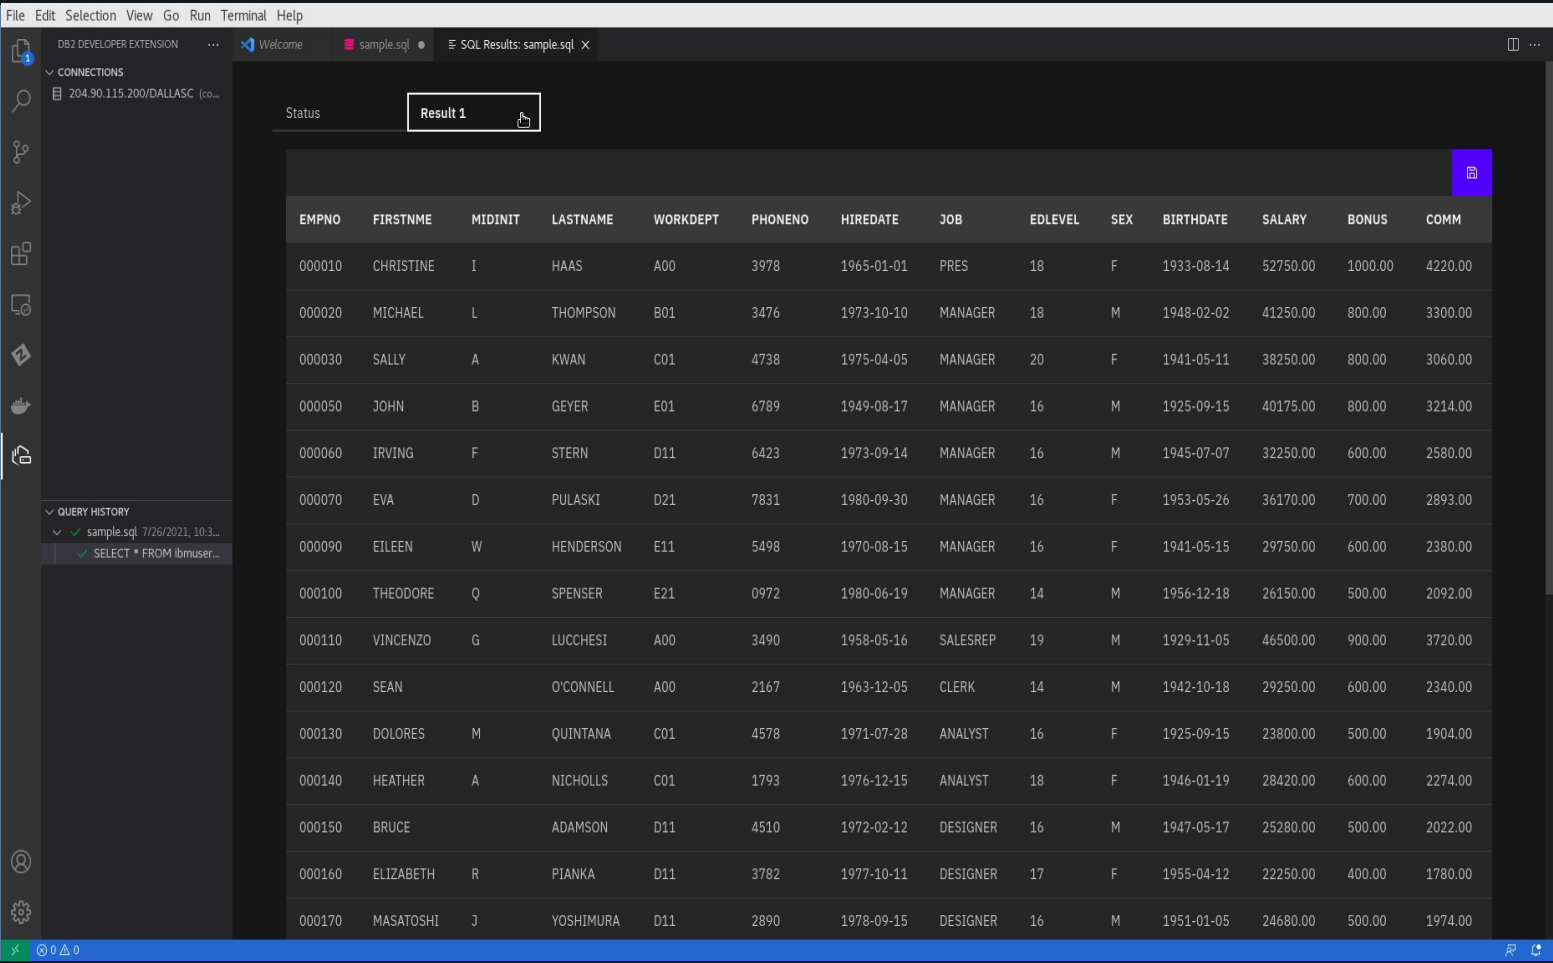 File Edit Selection View Go Run Terminal Help
DB2 DEVELOPER EXTENSION ··· Welcome sample.sql SQL Results: sample.sql ···
1
CONNECTIONS
204.90.115.200/DALLASC (co...
Status Result 1
EMPNO FIRSTNME MIDINIT LASTNAME WORKDEPT PHONENO HIREDATE JOB EDLEVEL SEX BIRTHDATE SALARY BONUS COMM
000010 CHRISTINE I HAAS A00 3978 1965-01-01 PRES 18 F 1933-08-14 52750.00 1000.00 4220.00
000020 MICHAEL L THOMPSON B01 3476 1973-10-10 MANAGER 18 M 1948-02-02 41250.00 800.00 3300.00
000030 SALLY A KWAN C01 4738 1975-04-05 MANAGER 20 F 1941-05-11 38250.00 800.00 3060.00
000050 JOHN B GEYER E01 6789 1949-08-17 MANAGER 16 M 1925-09-15 40175.00 800.00 3214.00
000060 IRVING F STERN D11 6423 1973-09-14 MANAGER 16 M 1945-07-07 32250.00 600.00 2580.00
000070 EVA D PULASKI D21 7831 1980-09-30 MANAGER 16 F 1953-05-26 36170.00 700.00 2893.00
000090 EILEEN W HENDERSON E11 5498 1970-08-15 MANAGER 16 F 1941-05-15 29750.00 600.00 2380.00
000100 THEODORE Q SPENSER E21 0972 1980-06-19 MANAGER 14 M 1956-12-18 26150.00 500.00 2092.00
000110 VINCENZO G LUCCHESI A00 3490 1958-05-16 SALESREP 19 M 1929-11-05 46500.00 900.00 3720.00
000120 SEAN O'CONNELL A00 2167 1963-12-05 CLERK 14 M 1942-10-18 29250.00 600.00 2340.00
000130 DOLORES M QUINTANA C01 4578 1971-07-28 ANALYST 16 F 1925-09-15 23800.00 500.00 1904.00
000140 HEATHER A NICHOLLS C01 1793 1976-12-15 ANALYST 18 F 1946-01-19 28420.00 600.00 2274.00
000150 BRUCE ADAMSON D11 4510 1972-02-12 DESIGNER 16 M 1947-05-17 25280.00 500.00 2022.00
000160 ELIZABETH R PIANKA D11 3782 1977-10-11 DESIGNER 17 F 1955-04-12 22250.00 400.00 1780.00
000170 MASATOSHI J YOSHIMURA D11 2890 1978-09-15 DESIGNER 16 M 1951-01-05 24680.00 500.00 1974.00
QUERY HISTORY
sample.sql 7/26/2021, 10:3...
SELECT * FROM ibmuser...
0 0